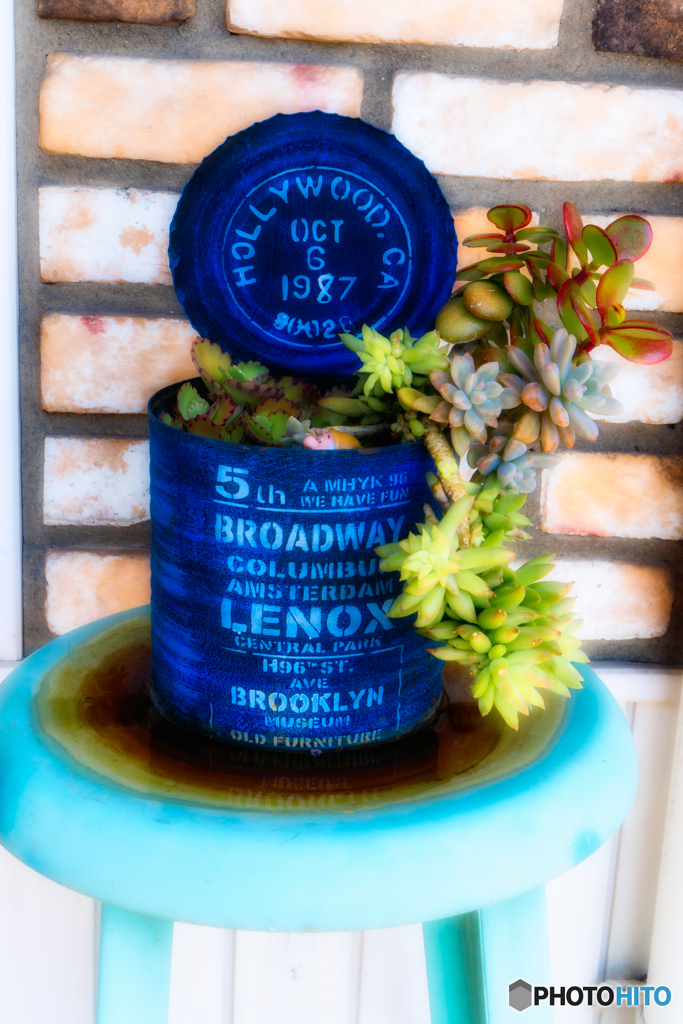 HOLLYWOOD, CA
OCT
6
1987
90028
5th
A MHYK 96
WE HAVE FUN
BROADWAY
COLUMBUS
AMSTERDAM
LENOX
CENTRAL PARK
H96TH ST.
AVE
BROOKLYN
MUSEUM
OLD FURNITURE
PHOTOHITO